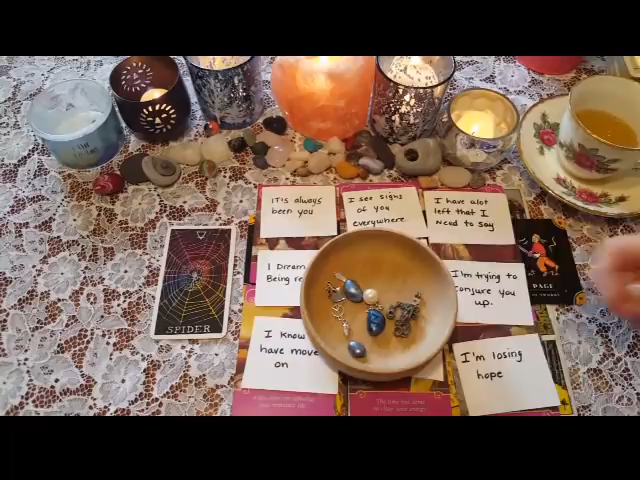 IT'S always
been you
I see signs
of you
everywhere
I have alot
left that I
need to say
I Dream
Being re
I'm trying to
conjure you
up.
PAGE
SPIDER
I know
have move
on
I'm losing
hope